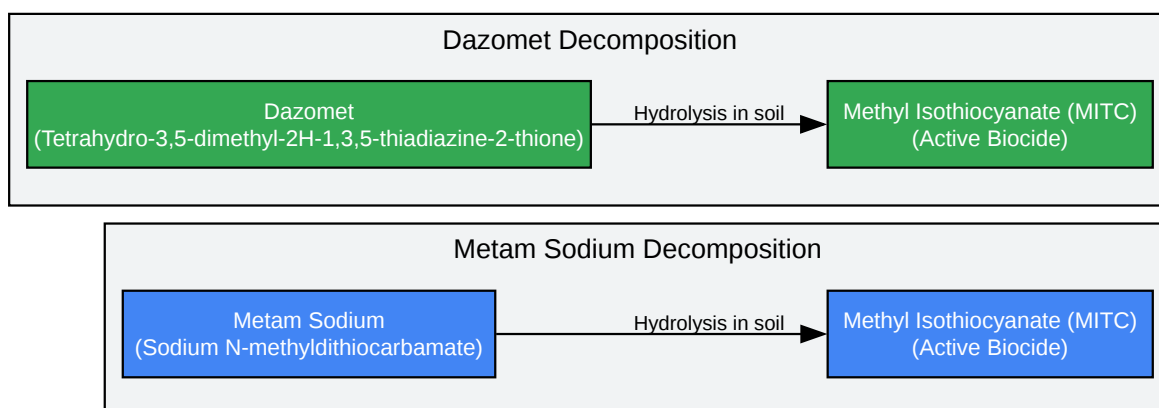 Dazomet Decomposition
Dazomet
(Tetrahydro-3,5-dimethyl-2H-1,3,5-thiadiazine-2-thione)
Hydrolysis in soil
Methyl Isothiocyanate (MITC)
(Active Biocide)
Metam Sodium Decomposition
Metam Sodium
(Sodium N-methyldithiocarbamate)
Hydrolysis in soil
Methyl Isothiocyanate (MITC)
(Active Biocide)